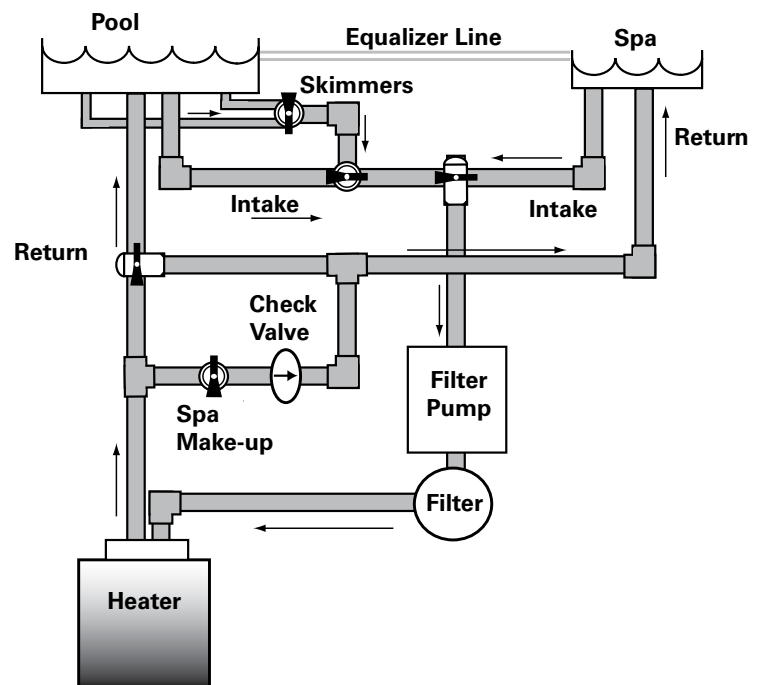 Pool
Equalizer Line
Spa
Skimmers
Return
Intake
Intake
Return
Check
Valve
Filter
Pump
Spa
Make-up
Filter
Heater